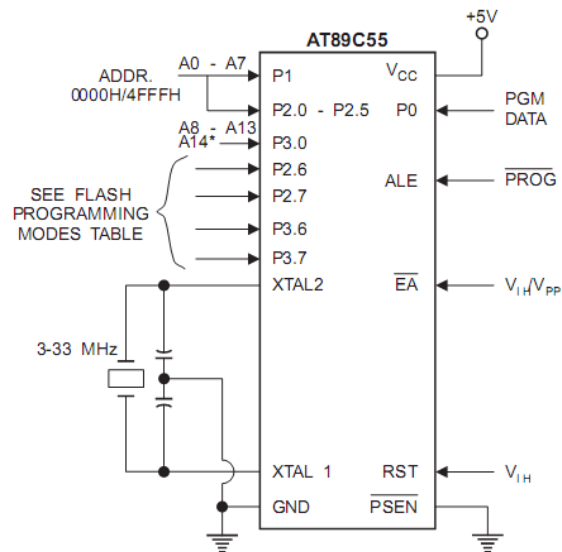 +5V
AT89C55
A0 - A7
ADDR.
0000H/4FFFH
P1
VCC
P2.0 - P2.5
P0
PGM
DATA
A8 - A13
A14*
P3.0
P2.6
ALE
PROG
SEE FLASH
PROGRAMMING
MODES TABLE
P2.7
P3.6
P3.7
XTAL2
EA
VIH/VPP
3-33 MHz
XTAL 1
RST
VIH
GND
PSEN